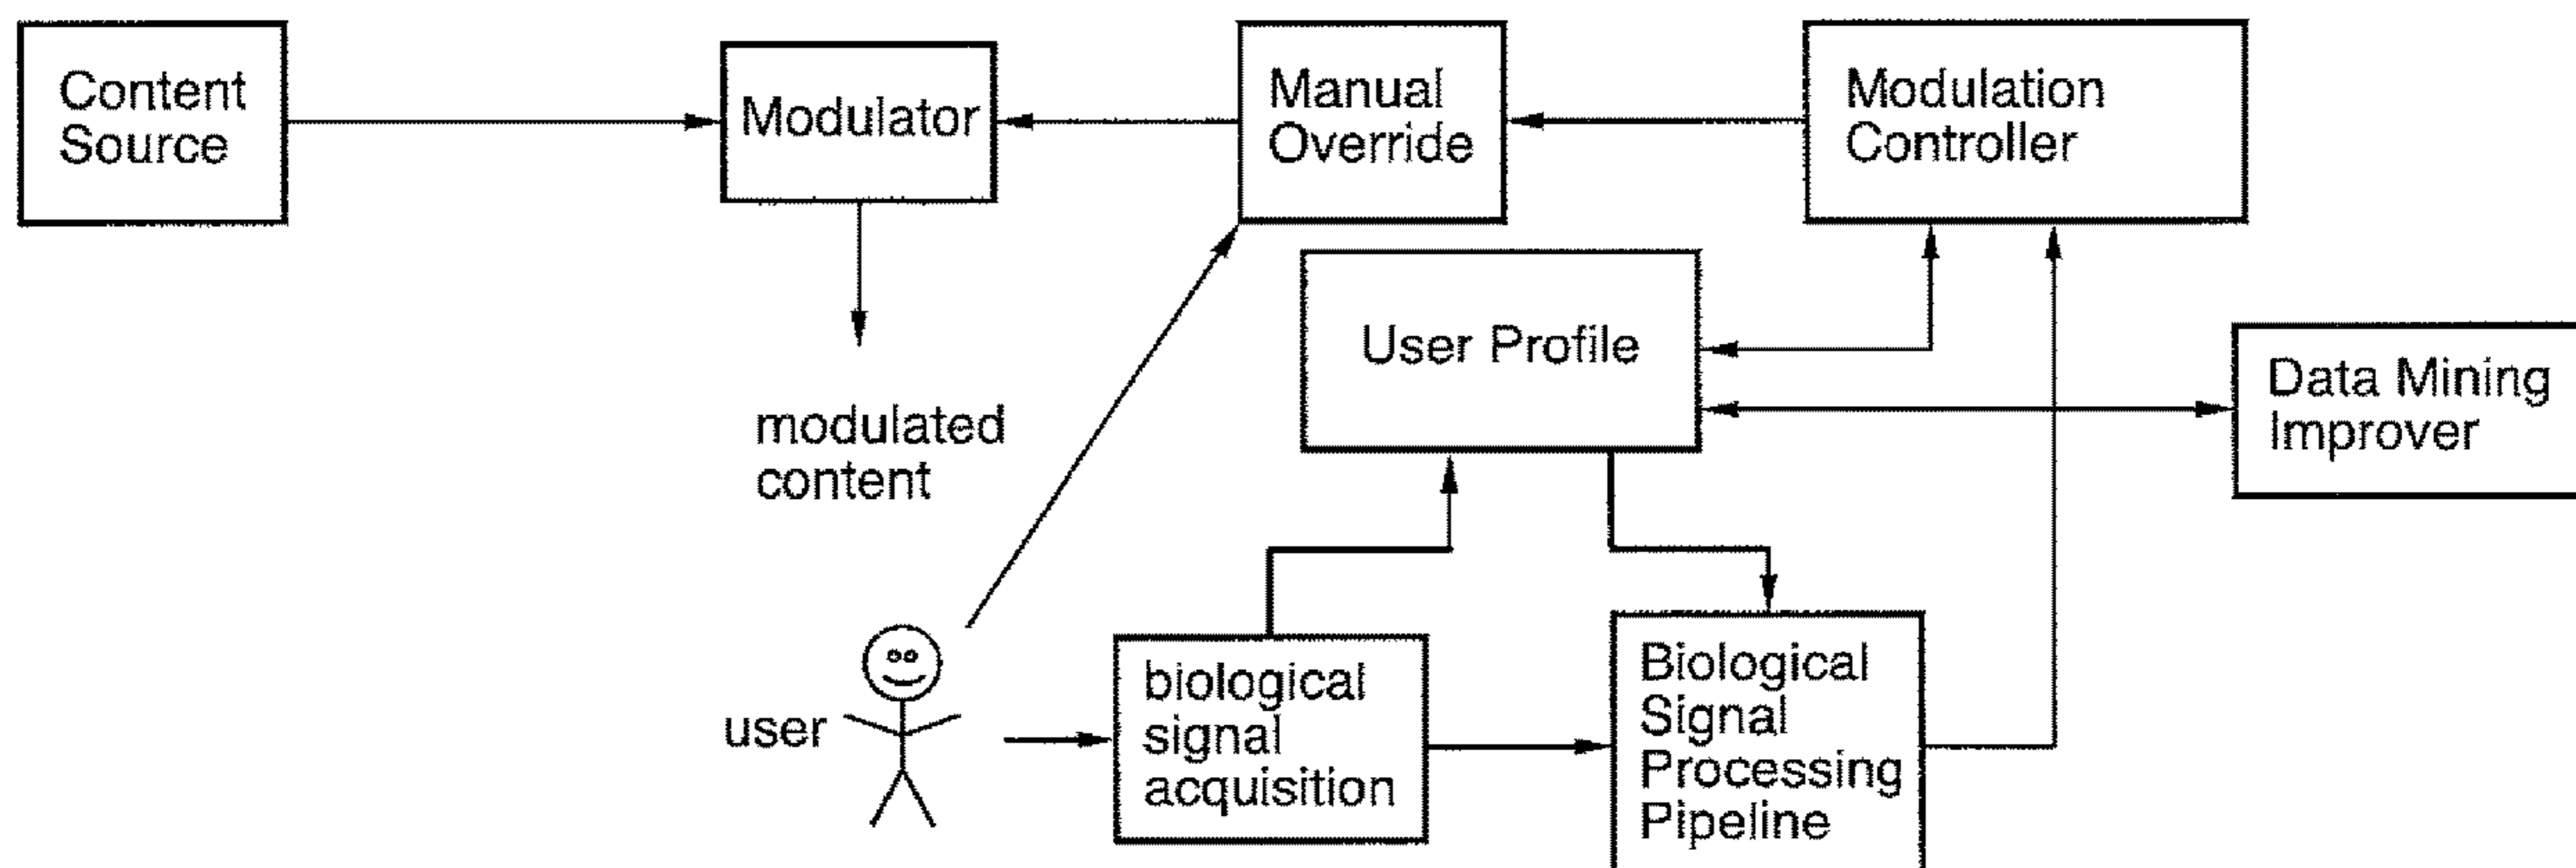 Content
Source
Modulator
Manual
Override
Modulation
Controller
User Profile
Data Mining
Improver
modulated
content
user
biological
signal
acquisition
Biological
Signal
Processing
Pipeline